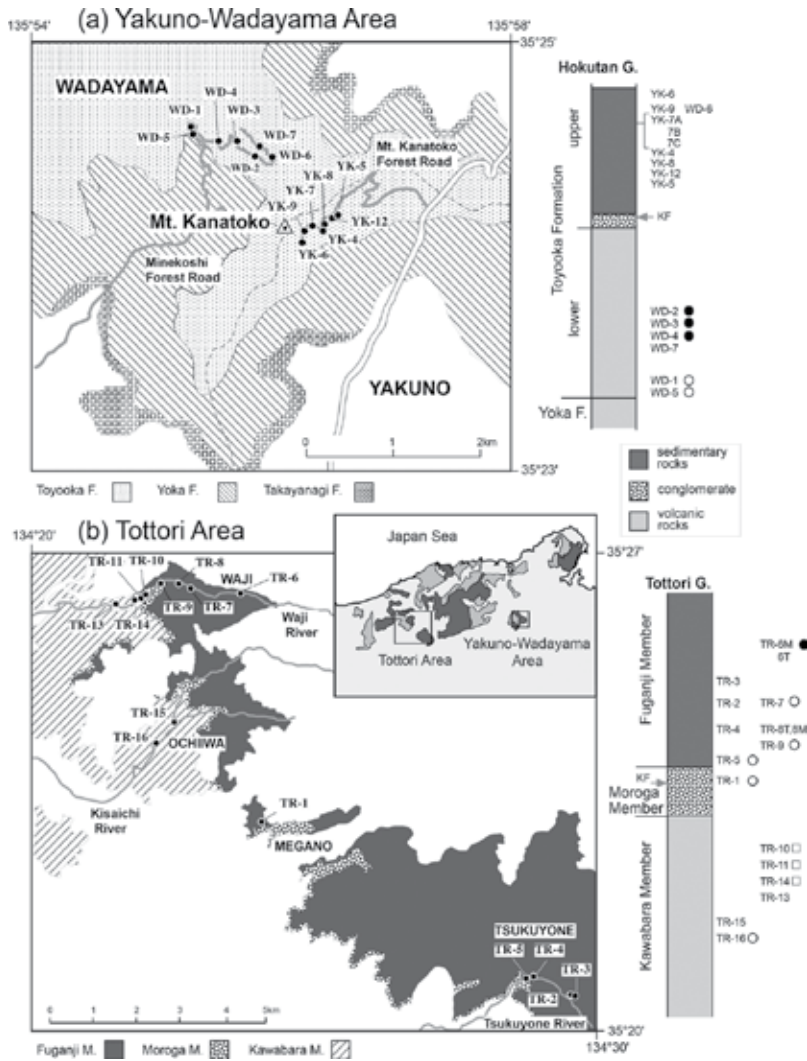 (a) Yakuno-Wadayama Area
135°54'
135°58'
35°25'
35°23'
WADAYAMA
WD-4
WD-1
WD-3
WD-5
WD-7
WD-2
WD-6
Mt. Kanatoko
Forest Road
YK-5
YK-8
YK-7
YK-9
Mt. Kanatoko
YK-12
YK-4
YK-6
Minekoshi
Forest Road
YAKUNO
0 1 2km
Toyooka F.
Yoka F.
Takayanagi F.
Hokutan G.
Toyooka Formation
upper
lower
Yoka F.
YK-6
YK-9 WD-6
YK-7A
7B
7C
YK-4
YK-8
YK-12
YK-5
KF
WD-2
WD-3
WD-4
WD-7
WD-1
WD-5
sedimentary
rocks
conglomerate
volcanic
rocks
(b) Tottori Area
134°20'
35°27'
35°20'
134°30'
TR-8
TR-10
TR-11
WAJI
TR-6
TR-9
TR-7
Waji
River
TR-13
TR-14
TR-15
OCHIIWA
TR-16
Kisaichi
River
TR-1
MEGANO
TSUKUYONE
TR-5
TR-4
TR-3
TR-2
Tsukuyone River
0 1 2 3 4 5km
Japan Sea
Tottori Area
Yakuno-Wadayama
Area
Fuganji M.
Moroga M.
Kawabara M.
Tottori G.
Fuganji Member
Moroga
Member
Kawabara Member
TR-6M
6T
TR-3
TR-2 TR-7
TR-4 TR-8T,8M
TR-9
TR-5
KF
TR-1
TR-10
TR-11
TR-14
TR-13
TR-15
TR-16